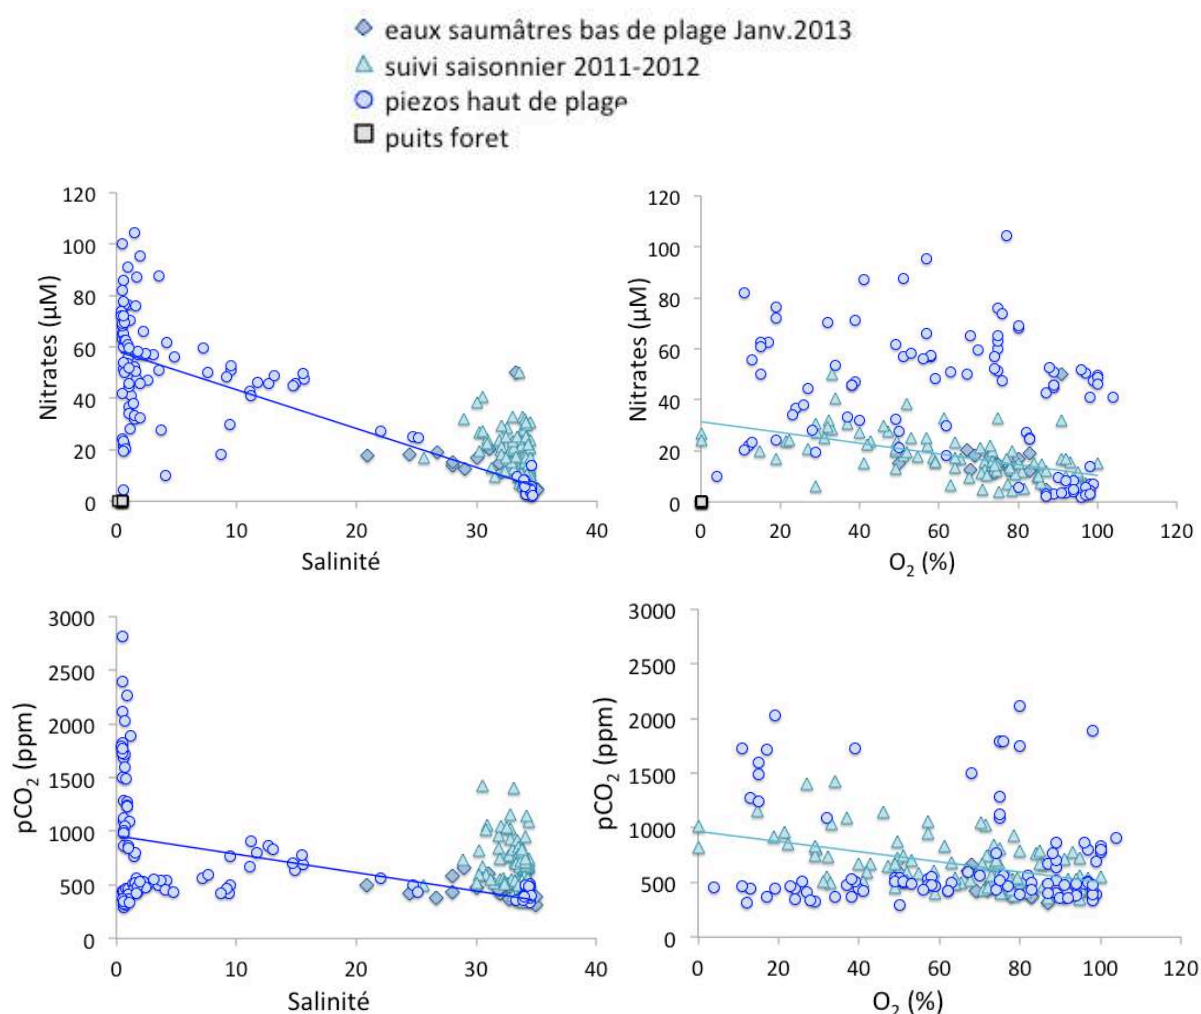 eaux saumâtres bas de plage Janv.2013
suivi saisonnier 2011-2012
piezos haut de plage
puits foret
120
100
80
60
40
20
0
Nitrates (µM)
0 10 20 30 40
Salinité
120
100
80
60
40
20
0
Nitrates (µM)
0 20 40 60 80 100 120
O2 (%)
3000
2500
2000
1500
1000
500
0
pCO2 (ppm)
0 10 20 30 40
Salinité
3000
2500
2000
1500
1000
500
0
pCO2 (ppm)
0 20 40 60 80 100 120
O2 (%)